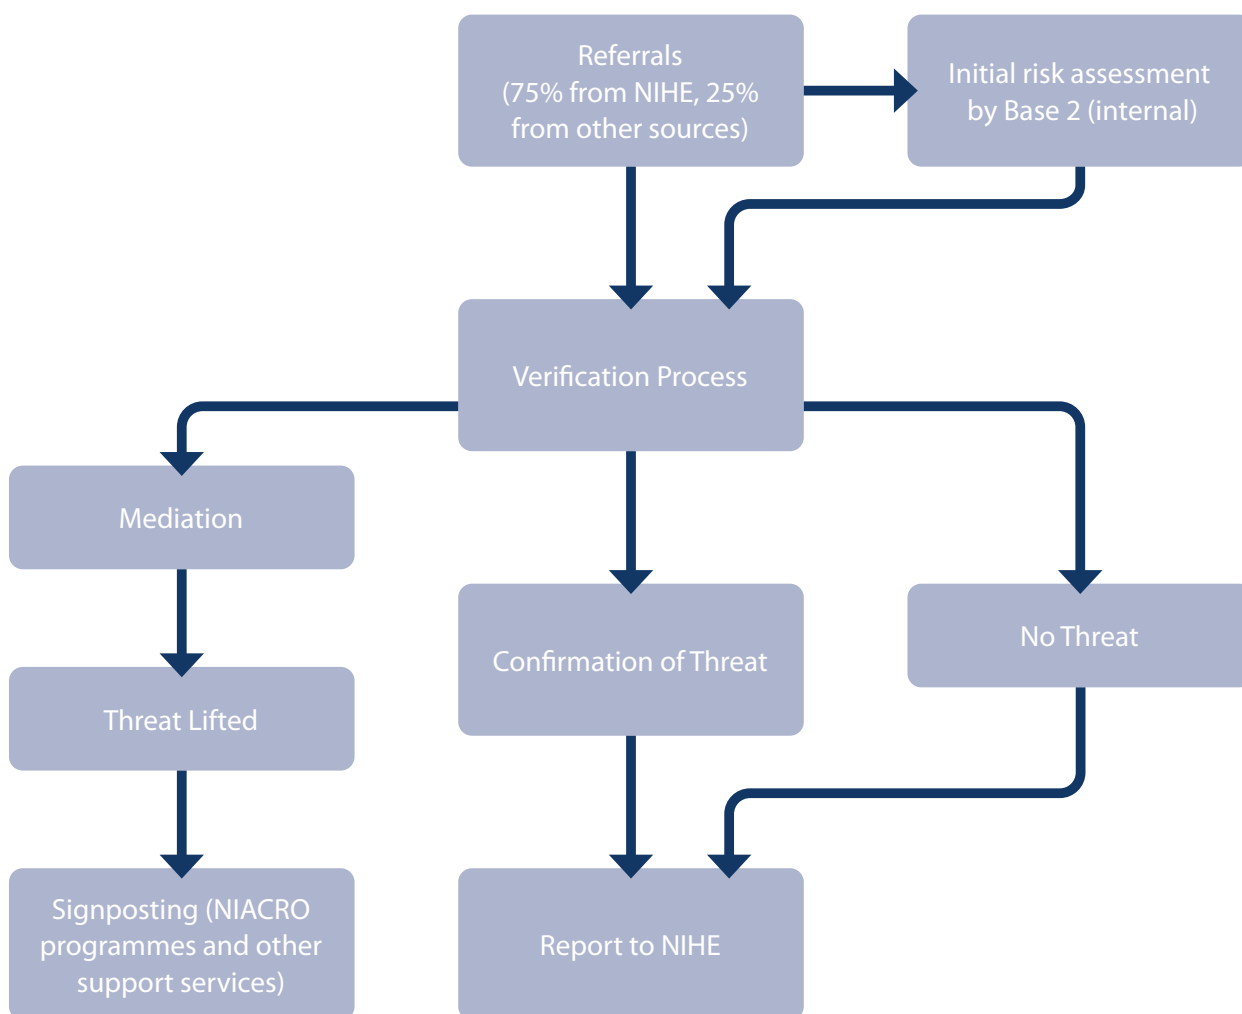 Referrals
(75% from NIHE, 25%
from other sources)
Initial risk assessment
by Base 2 (internal)
Verification Process
Mediation
Confirmation of Threat
No Threat
Threat Lifted
Signposting (NIACRO
programmes and other
support services)
Report to NIHE